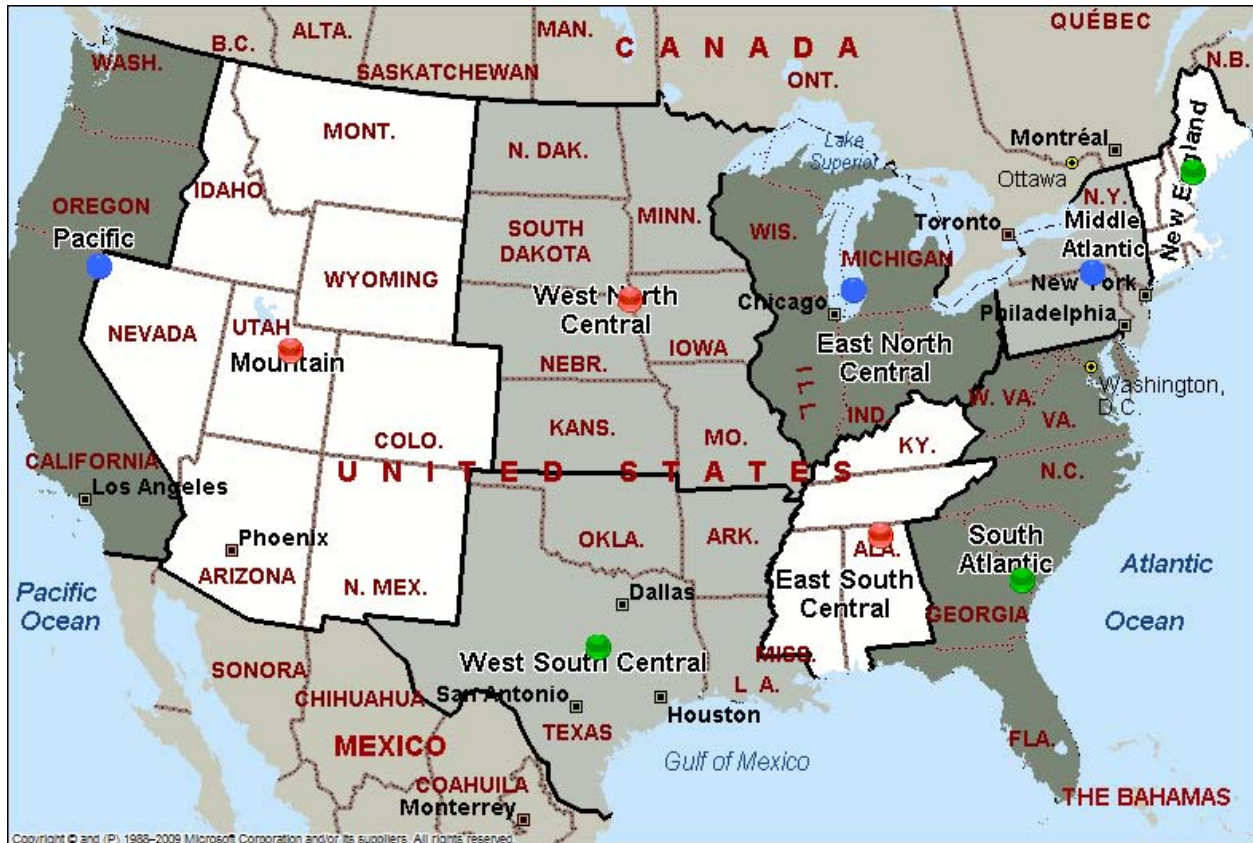 QUÉBEC
ALTA.
MAN.
B.C.
CANADA
N.B.
WASH.
SASKATCHEWAN
ONT.
MONT.
Montréal
Lake
Superior
N. DAK.
Ottawa
New England
IDAHO
N.Y.
OREGON
MINN.
Toronto
Middle
Atlantic
Pacific
SOUTH
DAKOTA
WIS.
MICHIGAN
WYOMING
New York
West North
Central
Chicago
Philadelphia
NEVADA
UTAH
Mountain
IOWA
East North
Central
NEBR.
Washington,
D.C.
ILL
W. VA.
KANS.
IND.
VA.
COLO.
MO.
KY.
CALIFORNIA
UNITED STATES
N.C.
Los Angeles
Phoenix
OKLA.
ARK.
South
Atlantic
ALA.
Atlantic
Ocean
ARIZONA
N. MEX.
East South
Central
Pacific
Ocean
Dallas
GEORGIA
MISS.
SONORA
West South Central
L A.
CHIHUAHUA
San Antonio
Houston
TEXAS
FLA.
MEXICO
Gulf of Mexico
COAHUILA
Monterrey
THE BAHAMAS
Copyright © and (P) 1988–2009 Microsoft Corporation and/or its suppliers. All rights reserved.